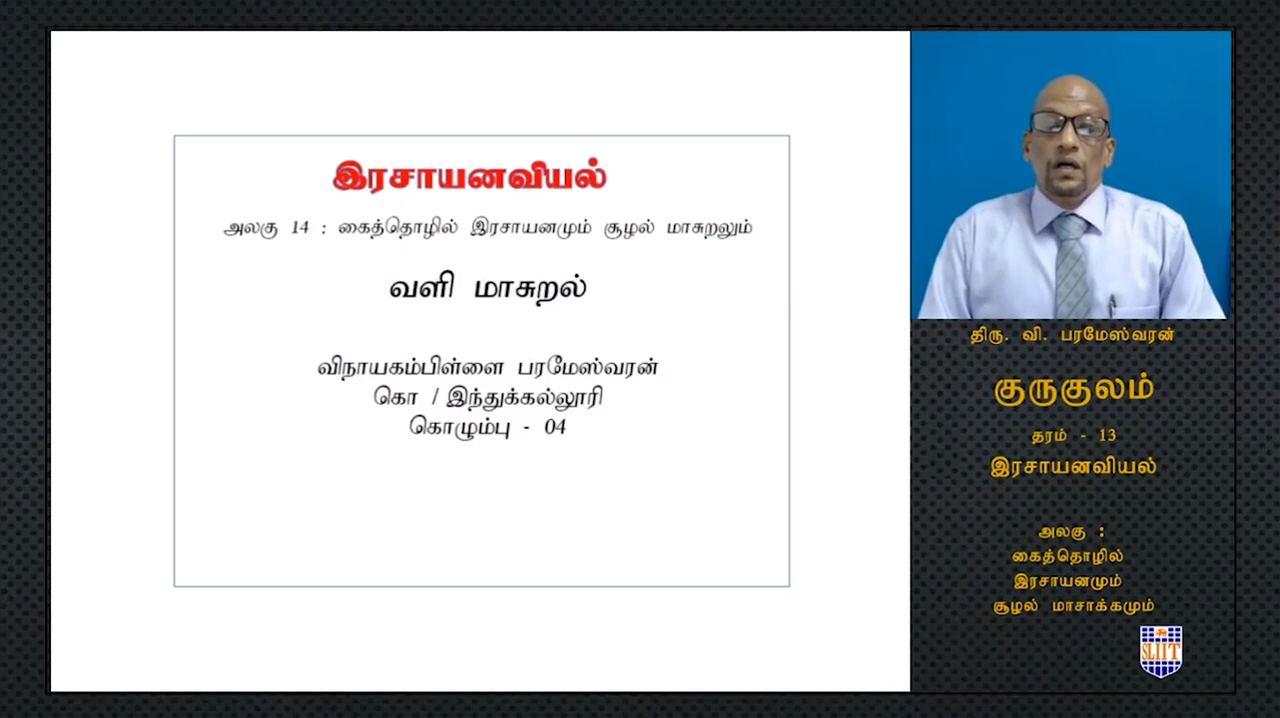 இரசாயனவியல்
அலகு 14 : கைத்தொழில் இரசாயனமும் சூழல் மாசுறலும்
வளி மாசுறல்
விநாயகம்பிள்ளை பரமேஸ்வரன்
கொ / இந்துக்கல்லூரி
கொழும்பு - 04
திரு. வி. பரமேஸ்வரன்
குருகுலம்
தரம் - 13
இரசாயனவியல்
அலகு :
கைத்தொழில்
இரசாயனமும்
சூழல் மாசாக்கமும்
SLIIT